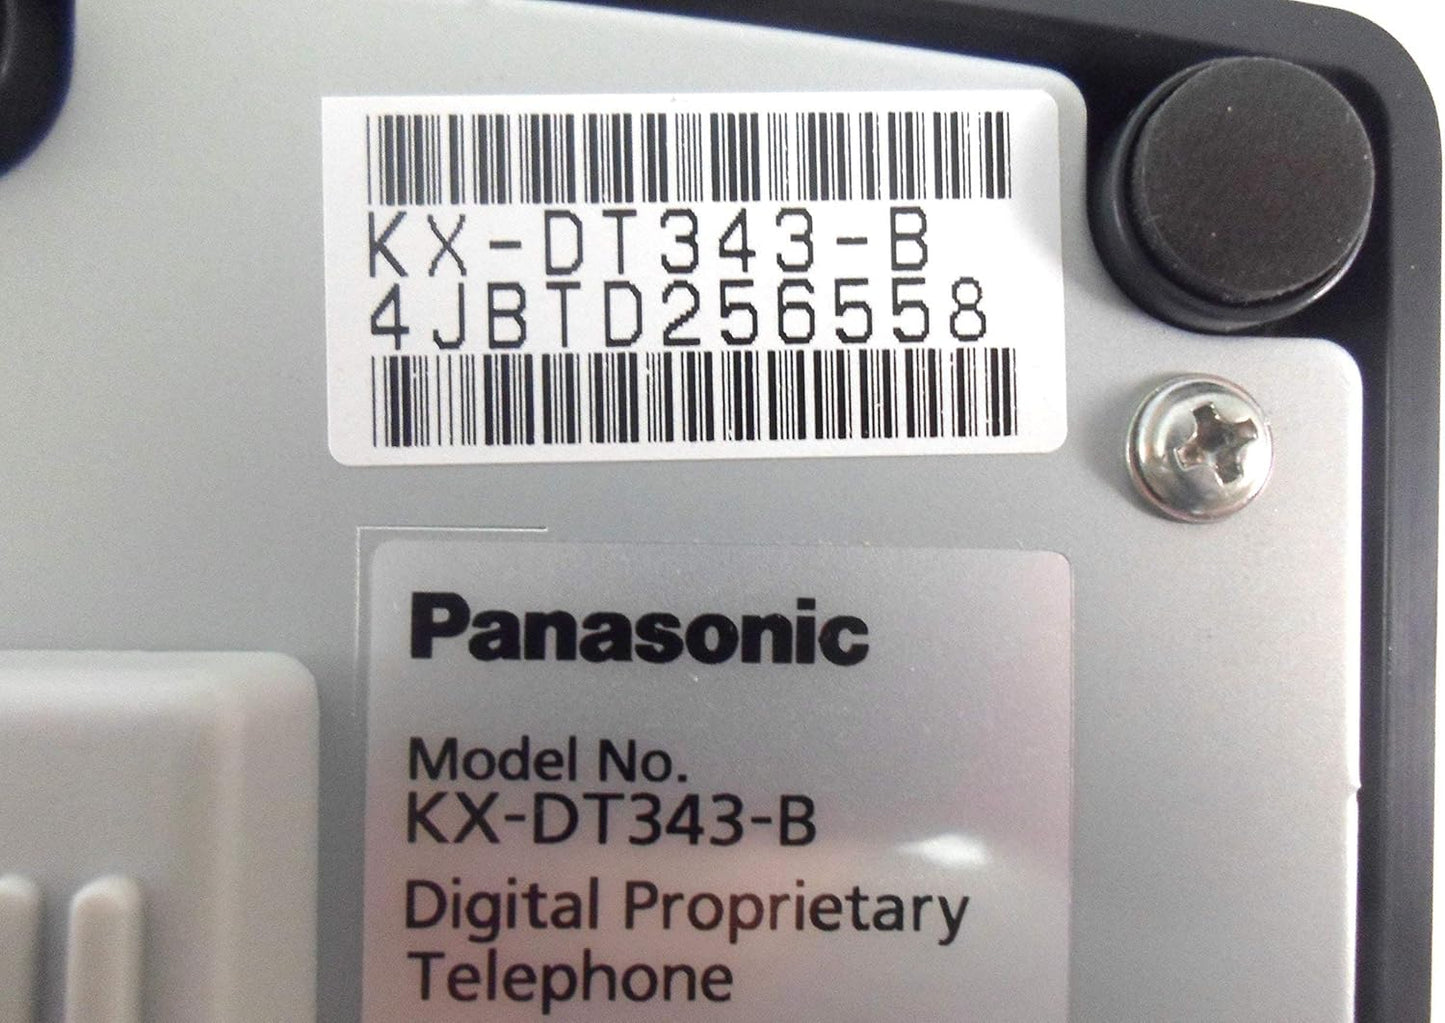 KX-DT343-B
4JBTD256558
Panasonic
Model No.
KX-DT343-B
Digital Proprietary
Telephone